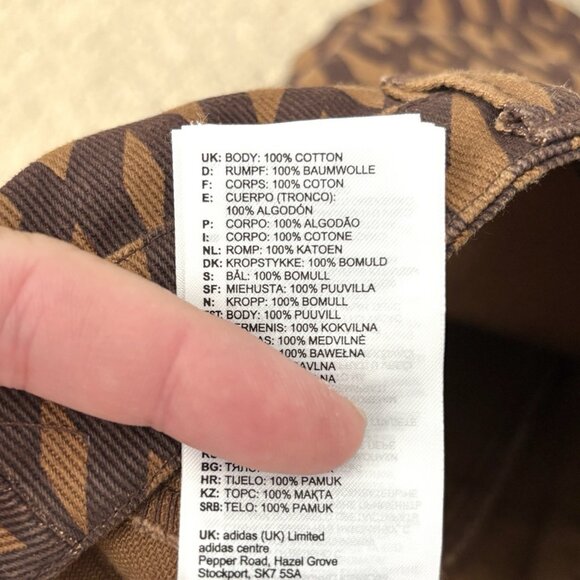 UK: BODY: 100% COTTON
D: RUMPF: 100% BAUMWOLLE
F: CORPS: 100% COTON
E: CUERPO (TRONCO):
100% ALGODÓN
P: CORPO: 100% ALGODÃO
I: CORPO: 100% COTONE
NL: ROMP: 100% KATOEN
DK: KROPSTYKKE: 100% BOMULD
S: BÅL: 100% BOMULL
SF: MIEHUSTA: 100% PUUVILLA
N: KROPP: 100% BOMULL
BODY: 100% PUUVILL
100% KOKVILNA
100% MEDVILNĖ
100% BAWEŁNA
BG: 100% PAMUK
HR: TIJELO: 100% PAMUK
KZ: ТОРС: 100% МАҚТА
SRB: TELO: 100% PAMUK
UK: adidas (UK) Limited
adidas centre
Pepper Road, Hazel Grove
Stockport, SK7 5SA